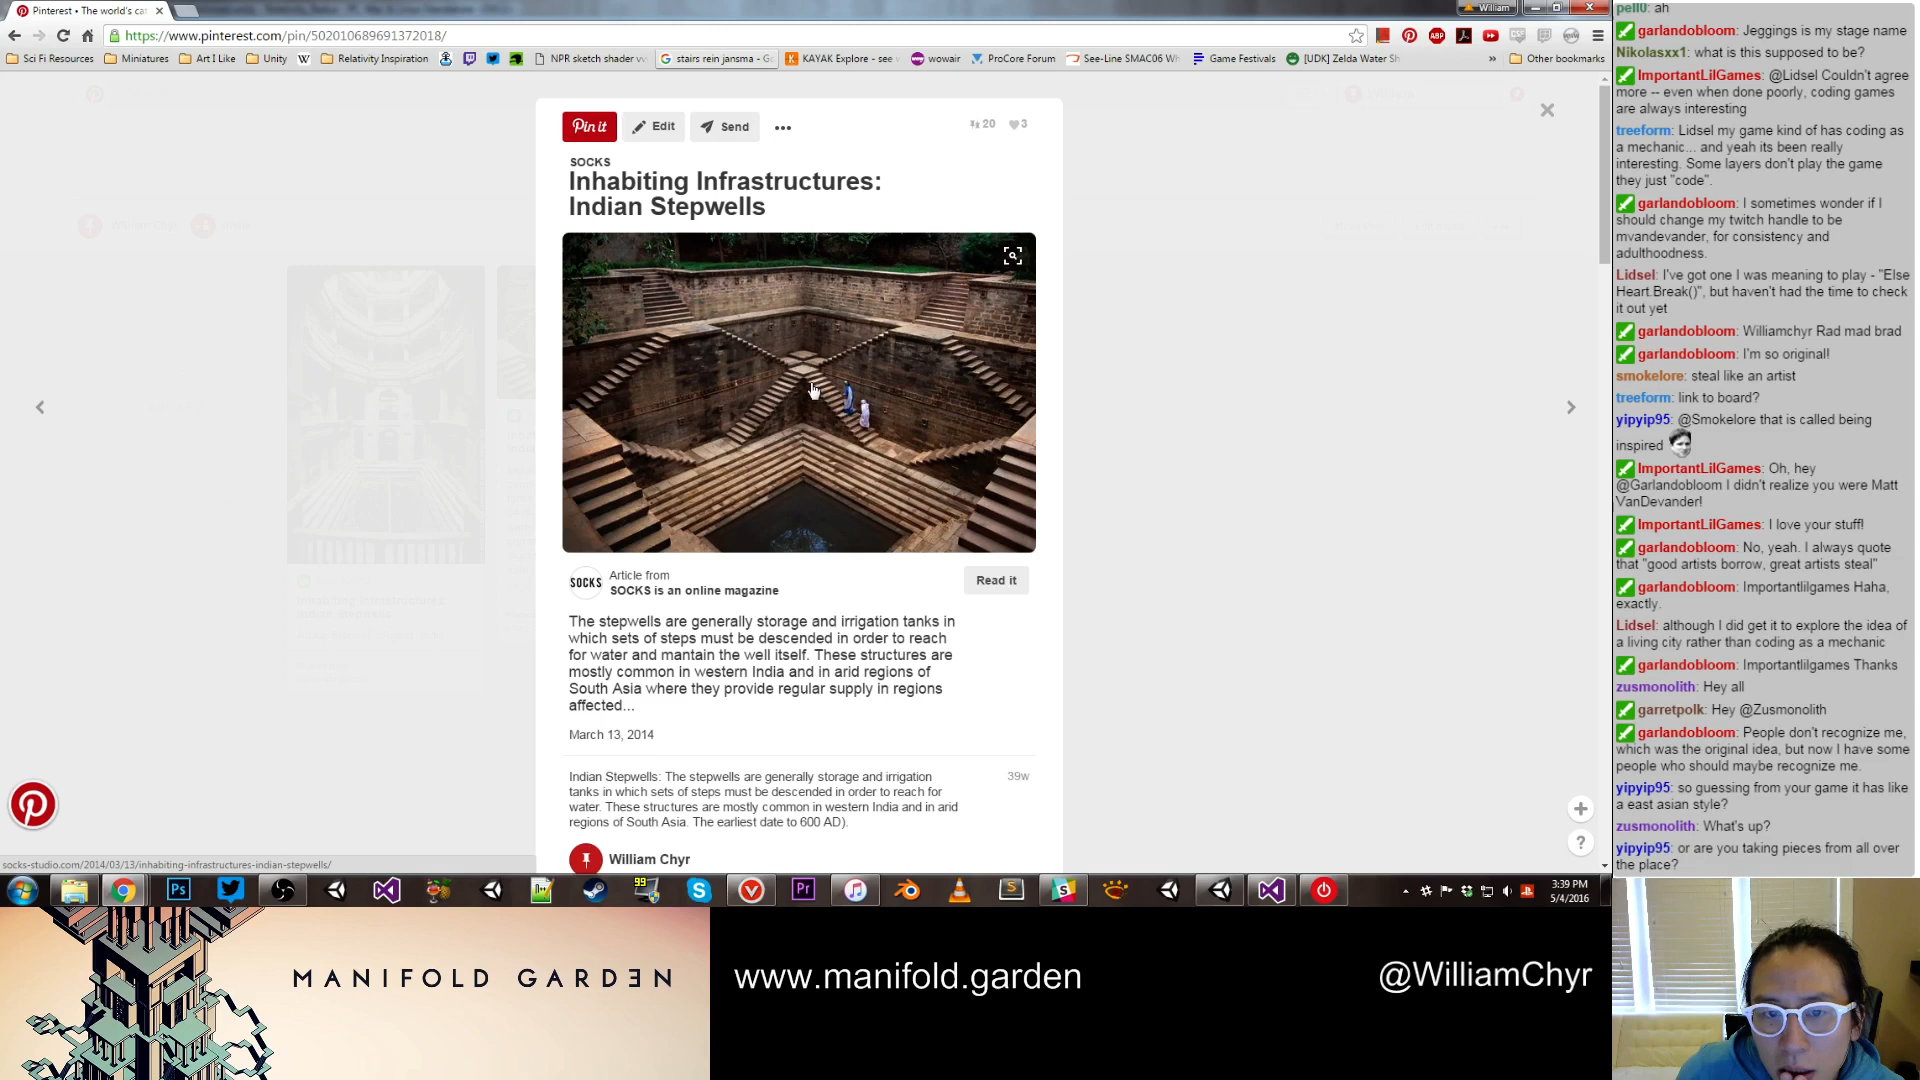 Pinterest • The world's ca
William
https://www.pinterest.com/pin/502010689691372018/
Sci Fi Resources
Miniatures
Art I Like
Unity
W
Relativity Inspiration
NPR sketch shader
stairs rein jansma - G
KAYAK Explore - see
wowair
ProCore Forum
See-Line SMAC06
Game Festivals
[UDK] Zelda Water
»
Other bookmarks
Pin it
Edit
Send
•••
20
3
SOCKS
Inhabiting Infrastructures:
Indian Stepwells
SOCKS
Article from
SOCKS is an online magazine
Read it
The stepwells are generally storage and irrigation tanks in
which sets of steps must be descended in order to reach
for water and mantain the well itself. These structures are
mostly common in western India and in arid regions of
South Asia where they provide regular supply in regions
affected...
March 13, 2014
Indian Stepwells: The stepwells are generally storage and irrigation
tanks in which sets of steps must be descended in order to reach for
water. These structures are mostly common in western India and in arid
regions of South Asia. The earliest date to 600 AD).
39w
William Chyr
+
?
socks-studio.com/2014/03/13/inhabiting-infrastructures-indian-stepwells/
3:39 PM
5/4/2016
pell0: ah
garlandobloom: Jeggings is my stage name
Nikolasxx1: what is this supposed to be?
ImportantLilGames: @Lidsel Couldn't agree
more -- even when done poorly, coding games
are always interesting
treeform: Lidsel my game kind of has coding as
a mechanic... and yeah its been really
interesting. Some layers don't play the game
they just "code".
garlandobloom: I sometimes wonder if I
should change my twitch handle to be
mvandevander, for consistency and
adulthoodness.
Lidsel: I've got one I was meaning to play - "Else
Heart.Break()", but haven't had the time to check
it out yet
garlandobloom: Williamchyr Rad mad brad
garlandobloom: I'm so original!
smokelore: steal like an artist
treeform: link to board?
yipyip95: @Smokelore that is called being
inspired
ImportantLilGames: Oh, hey
@Garlandobloom I didn't realize you were Matt
VanDevander!
ImportantLilGames: I love your stuff!
garlandobloom: No, yeah. I always quote
that "good artists borrow, great artists steal"
garlandobloom: Importantlilgames Haha,
exactly.
Lidsel: although I did get it to explore the idea of
a living city rather than coding as a mechanic
garlandobloom: Importantlilgames Thanks
zusmonolith: Hey all
garretpolk: Hey @Zusmonolith
garlandobloom: People don't recognize me,
which was the original idea, but now I have some
people who should maybe recognize me.
yipyip95: so guessing from your game it has like
a east asian style?
zusmonolith: What's up?
yipyip95: or are you taking pieces from all over
the place?
MANIFOLD GARDƎN
www.manifold.garden
@WilliamChyr